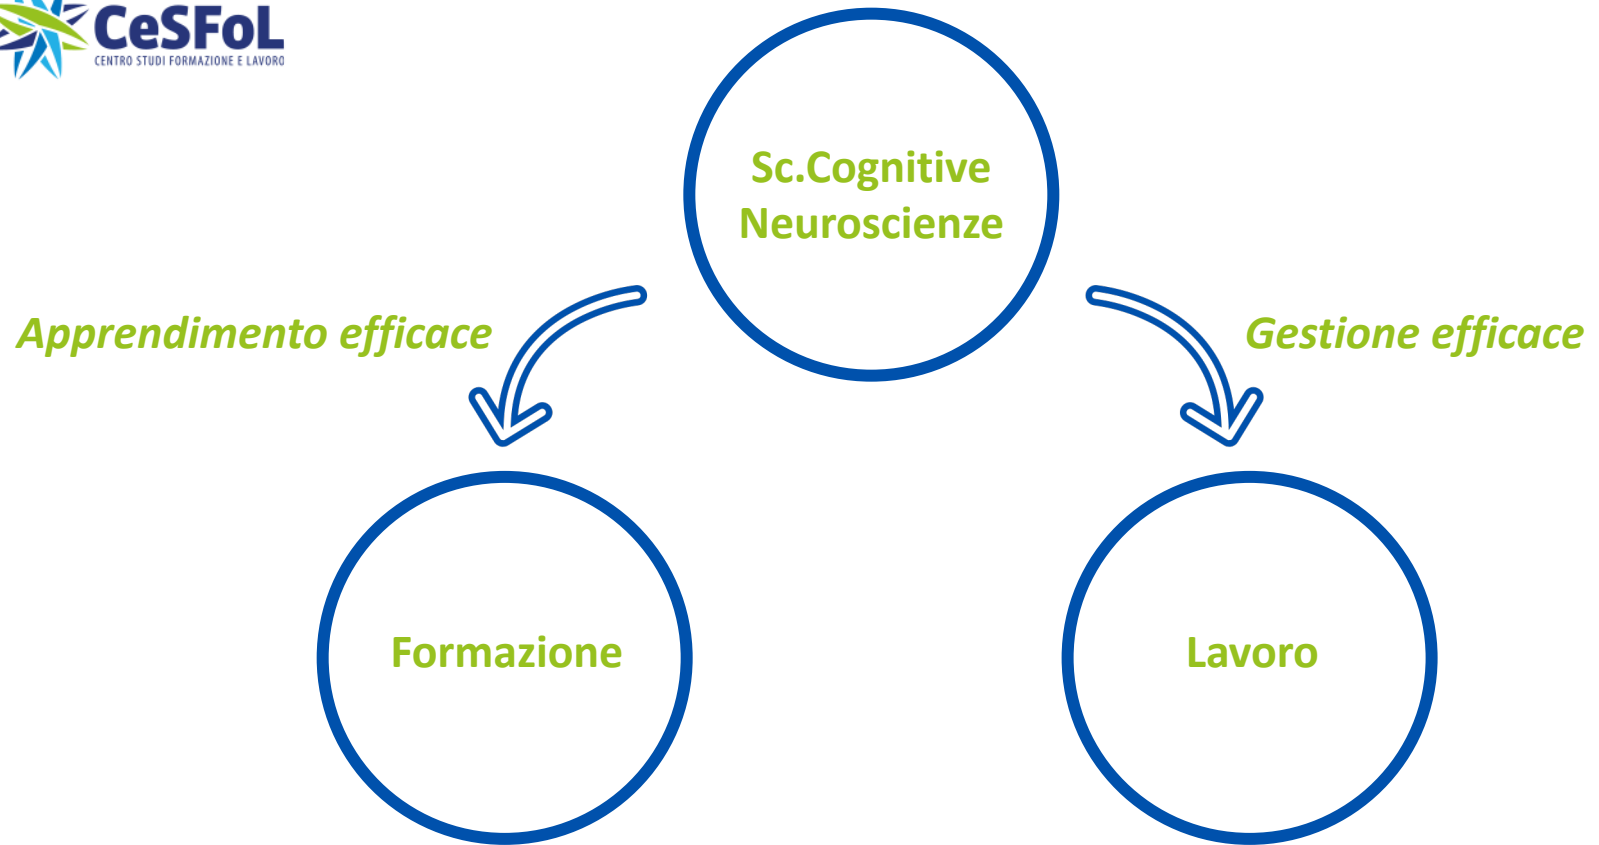 CeSFoL
CENTRO STUDI FORMAZIONE E LAVORO
Sc.Cognitive
Neuroscienze
Apprendimento efficace
Gestione efficace
Formazione
Lavoro